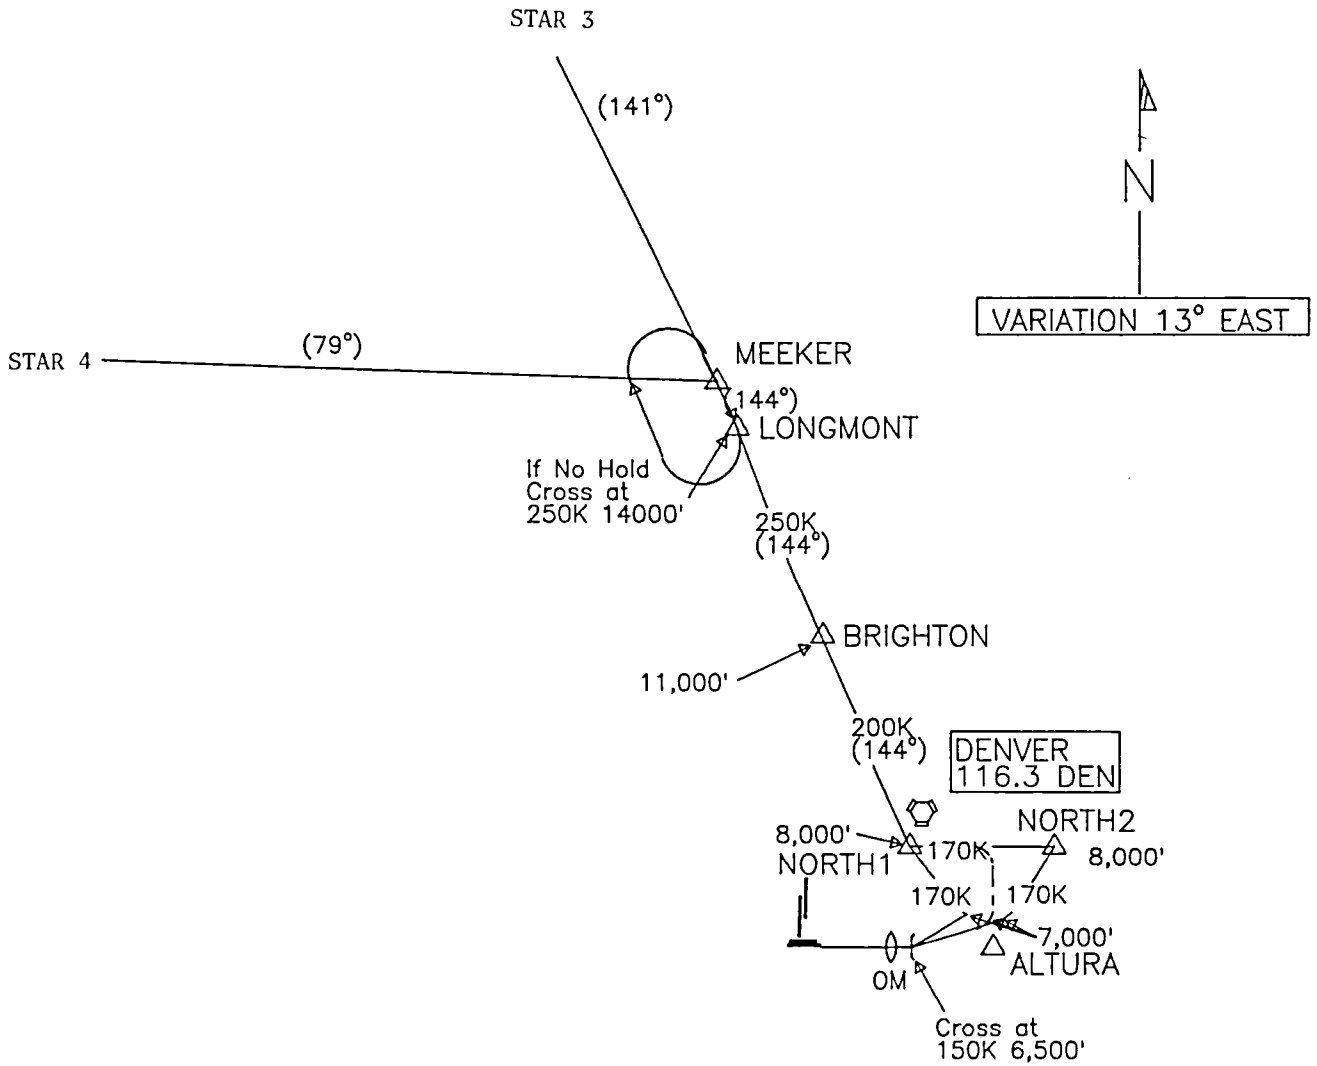 STAR 3
(141°)
N
VARIATION 13° EAST
(79°)
STAR 4
MEEKER
(144°)
LONGMONT
If No Hold
Cross at
250K 14000'
250K
(144°)
BRIGHTON
11,000'
200K
(144°)
DENVER
116.3 DEN
8,000'
NORTH1
170K
NORTH2
8,000'
170K
170K
7,000'
ALTURA
OM
Cross at
150K 6,500'